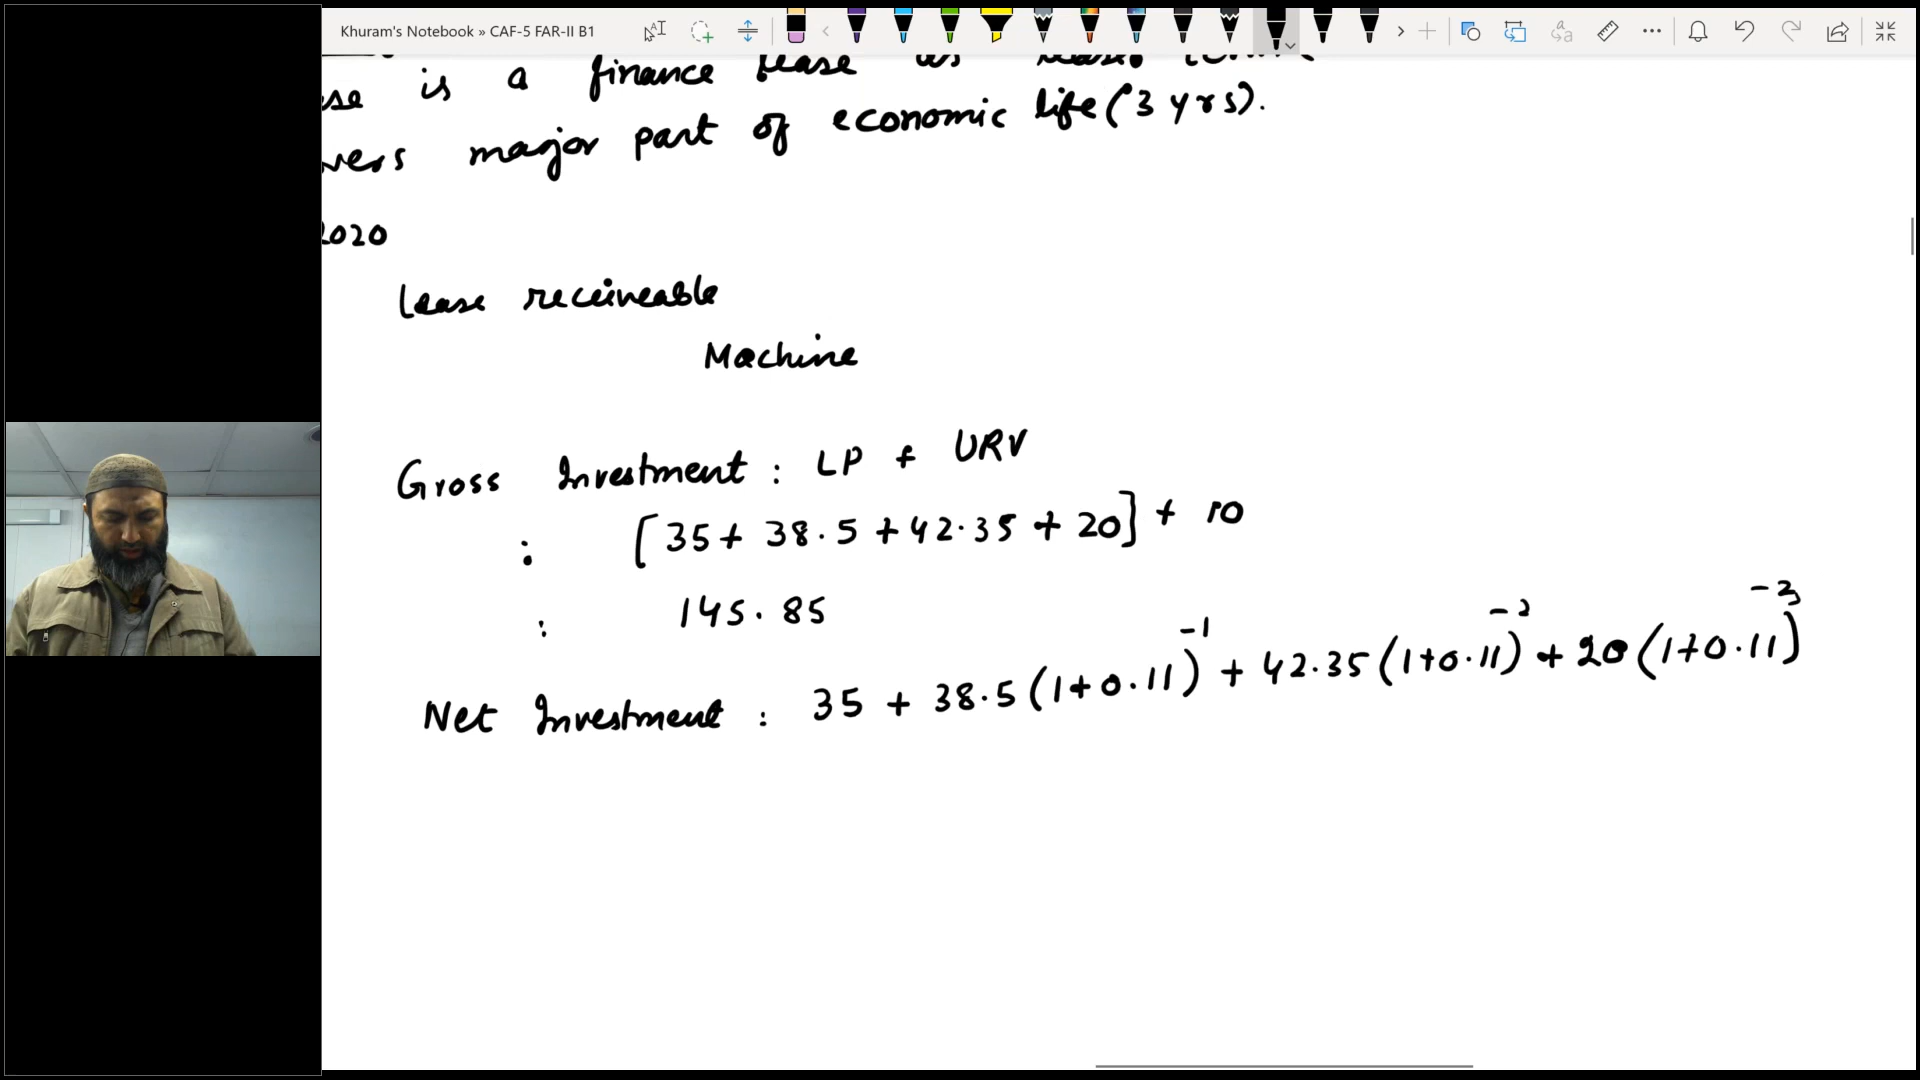 Khuram's Notebook » CAF-5 FAR-II B1
is a finance lease as lease
major part of economic life (3 yrs).
2020
Lease receiveable
Machine
Gross Investment : LP + URV
: [35 + 38.5 + 42.35 + 20] + 10
: 145.85
Net Investment : 35 + 38.5 (1+0.11)^-1 + 42.35 (1+0.11)^-2 + 20 (1+0.11)^-3